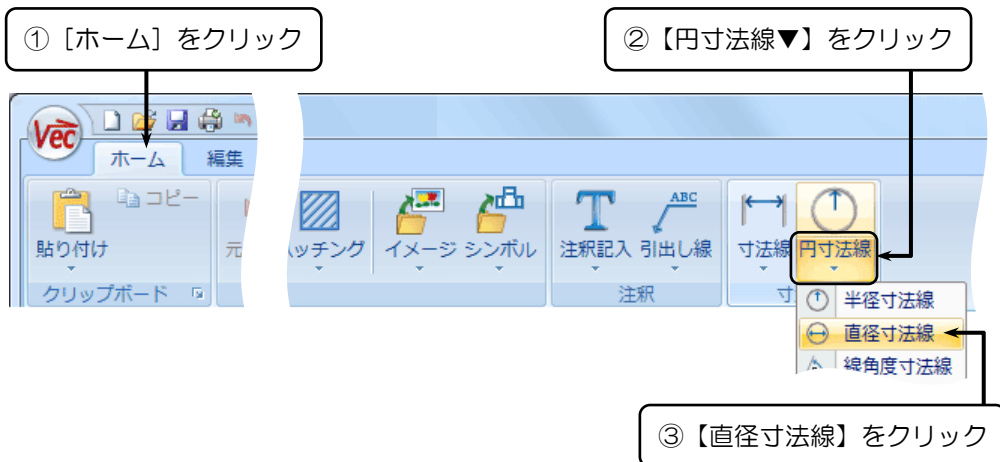 ① [ホーム] をクリック
② 【円寸法線▼】をクリック
Vec
ホーム 編集
コピー
ABC
貼り付け 元 ハッチング イメージ シンボル 注釈記入 引出し線 寸法線 円寸法線
クリップボード 注釈 寸
半径寸法線
直径寸法線
線角度寸法線
③【直径寸法線】をクリック